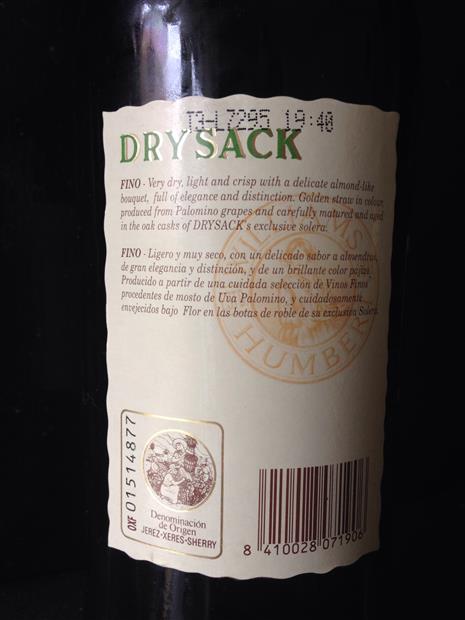 T3-L7295 19:40
DRY SACK
FINO - Very dry, light and crisp with a delicate almond-like
bouquet, full of elegance and distinction. Golden straw in colour,
produced from Palomino grapes and carefully matured and aged
in the oak casks of DRYSACK's exclusive solera.
FINO - Ligero y muy seco, con un delicado sabor a almendras,
de gran elegancia y distinción, y de un brillante color pajizo.
Producido a partir de una cuidada selección de Vinos Finos
procedentes de mosto de Uva Palomino, y cuidadosamente
envejecidos bajo Flor en las botas de roble de su exclusiva Solera.
HUMBERT
OXF 01514877
Denominación
de Origen
JEREZ-XERES-SHERRY
8 410028 071906